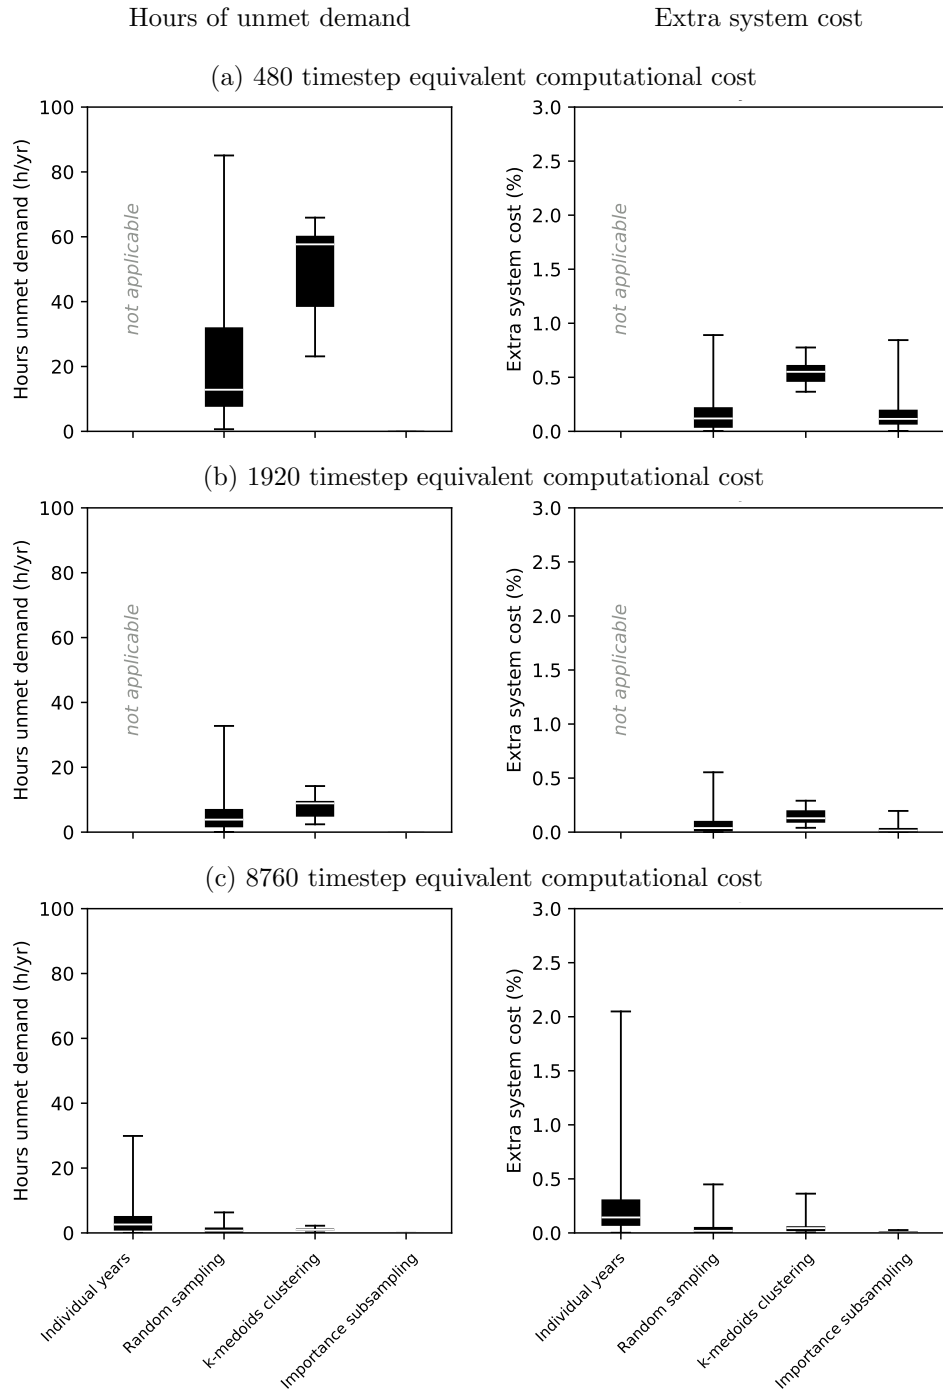 Hours of unmet demand
Extra system cost
(a) 480 timestep equivalent computational cost
Hours unmet demand (h/yr)
100
80
60
40
20
0
not applicable
Extra system cost (%)
3.0
2.5
2.0
1.5
1.0
0.5
0.0
not applicable
(b) 1920 timestep equivalent computational cost
Hours unmet demand (h/yr)
100
80
60
40
20
0
not applicable
Extra system cost (%)
3.0
2.5
2.0
1.5
1.0
0.5
0.0
not applicable
(c) 8760 timestep equivalent computational cost
Hours unmet demand (h/yr)
100
80
60
40
20
0
Individual years
Random sampling
k-medoids clustering
Importance subsampling
Extra system cost (%)
3.0
2.5
2.0
1.5
1.0
0.5
0.0
Individual years
Random sampling
k-medoids clustering
Importance subsampling